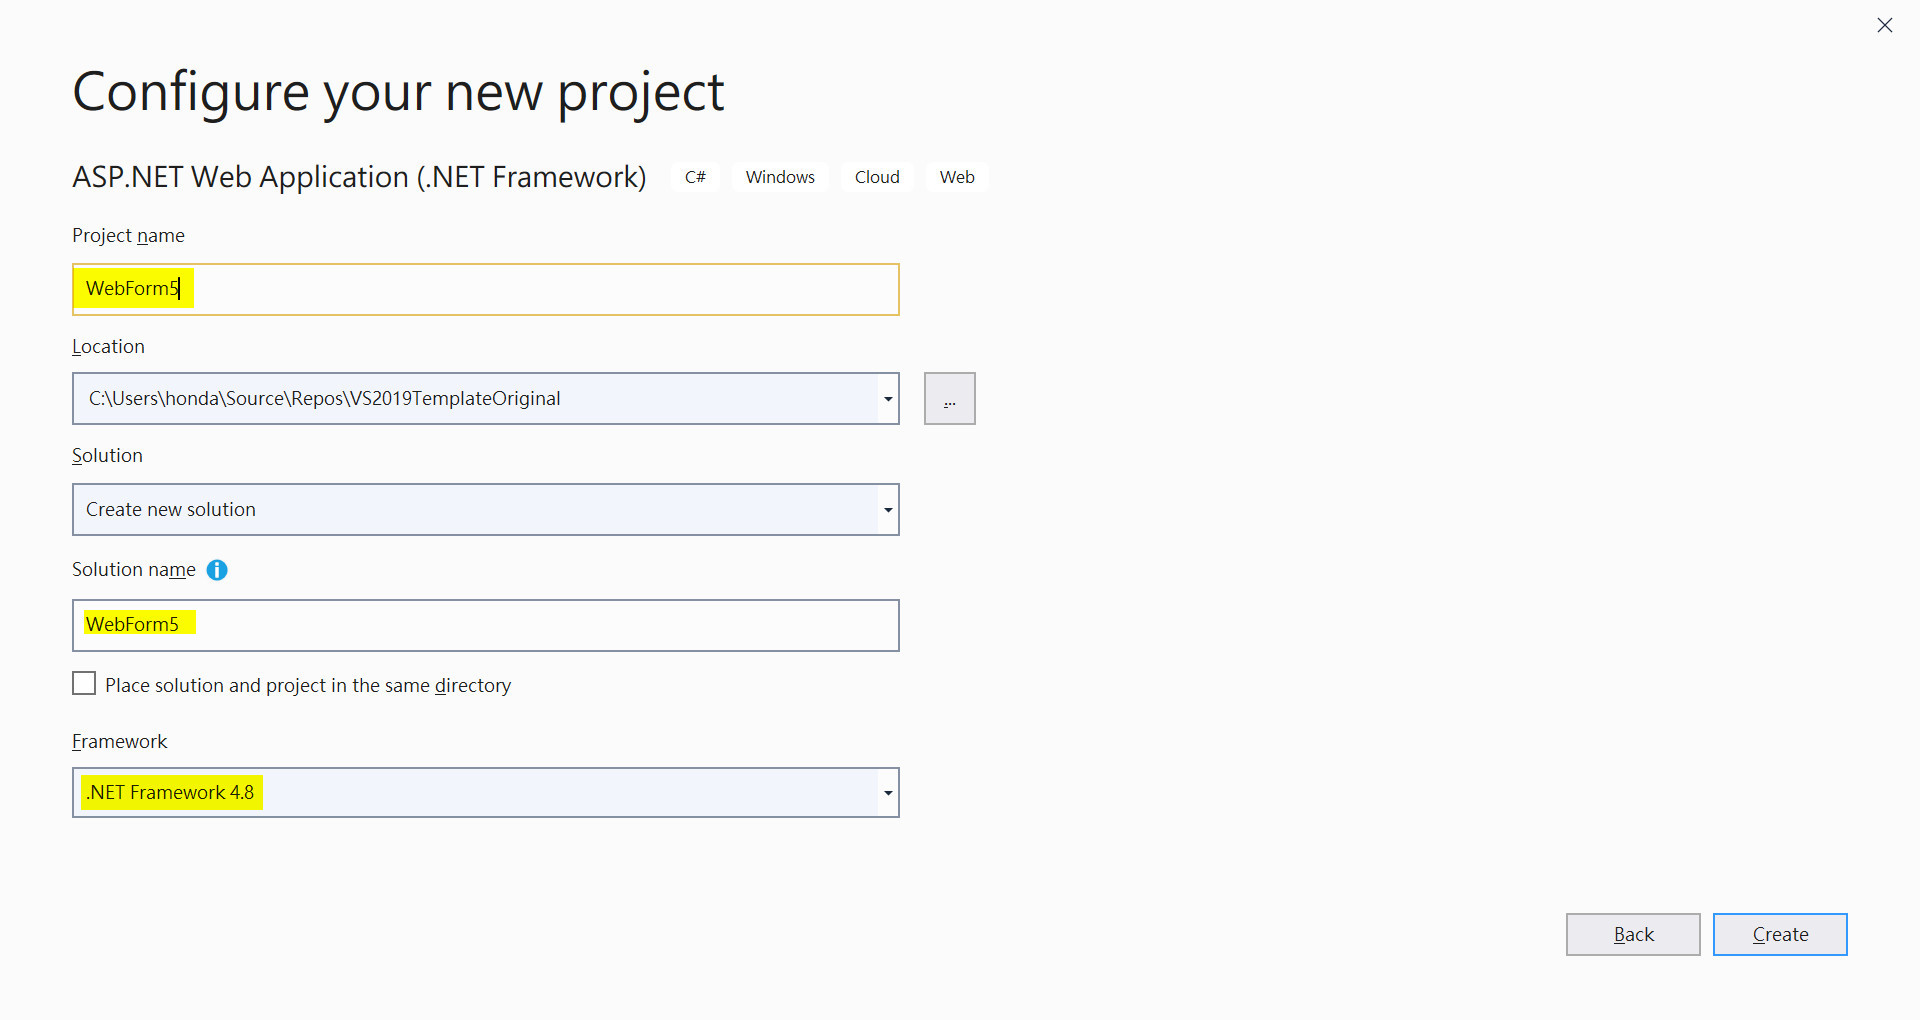 Configure your new project
ASP.NET Web Application (.NET Framework) C# Windows Cloud Web
Project name
WebForm5
Location
C:\Users\honda\Source\Repos\VS2019TemplateOriginal
...
Solution
Create new solution
Solution name
WebForm5
Place solution and project in the same directory
Framework
.NET Framework 4.8
Back Create